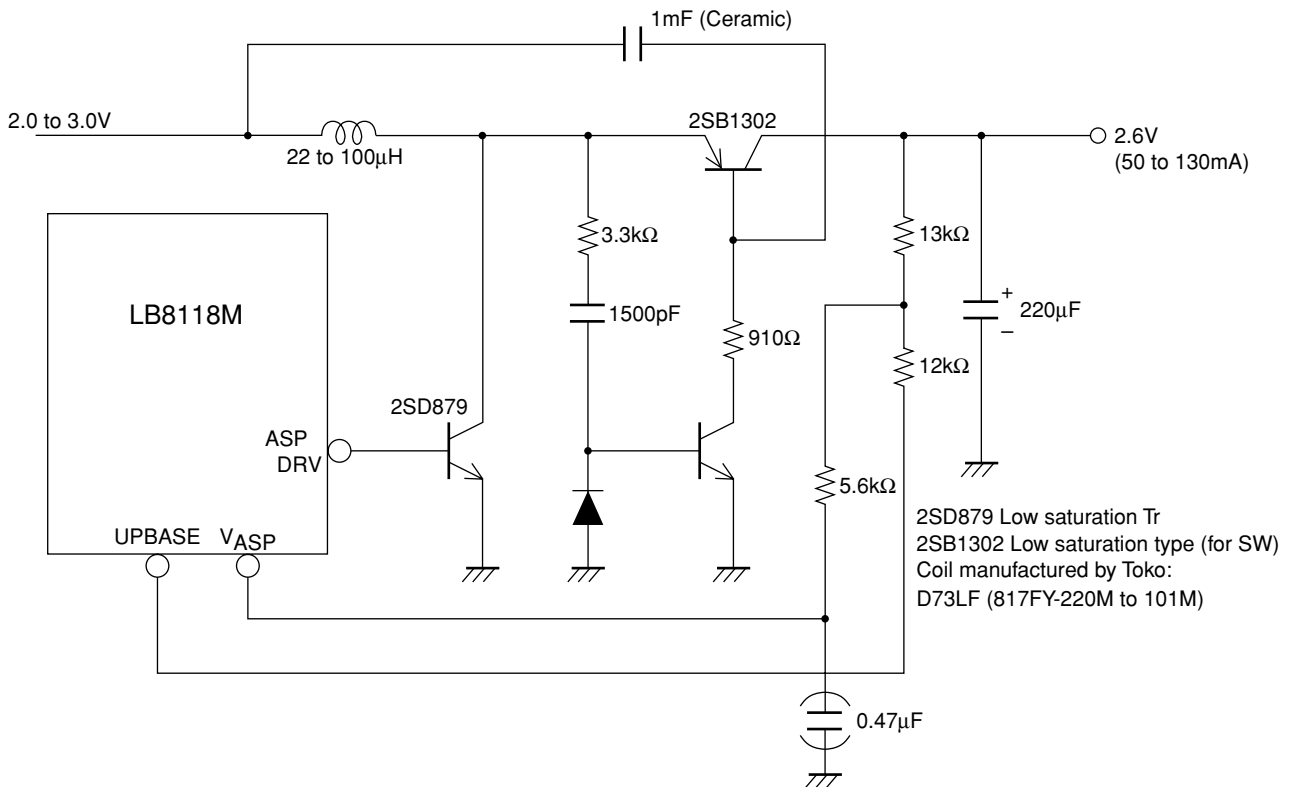 1mF (Ceramic)
2.0 to 3.0V
22 to 100μH
2SB1302
2.6V
(50 to 130mA)
3.3kΩ
13kΩ
LB8118M
1500pF
910Ω
+
220μF
–
12kΩ
2SD879
ASP
DRV
5.6kΩ
UPBASE
VASP
2SD879 Low saturation Tr
2SB1302 Low saturation type (for SW)
Coil manufactured by Toko:
D73LF (817FY-220M to 101M)
0.47μF